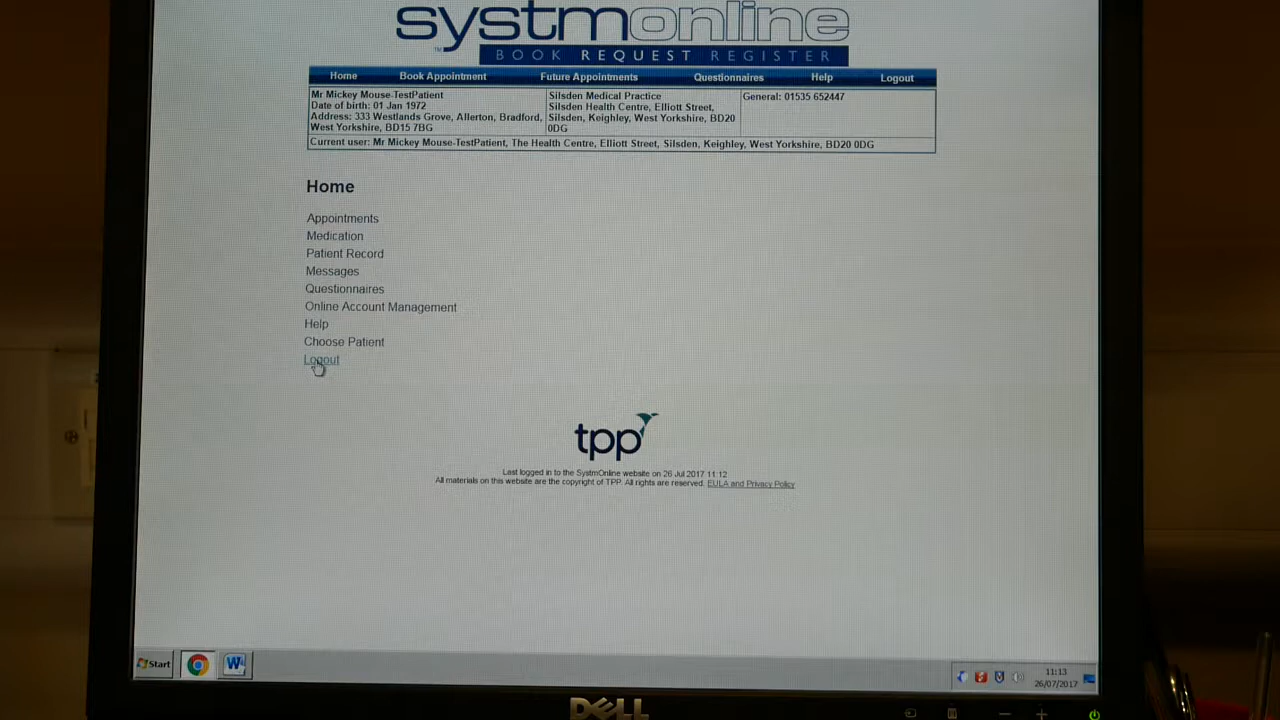 systmonline
™
BOOK REQUEST REGISTER
Home Book Appointment Future Appointments Questionnaires Help Logout
Mr Mickey Mouse-TestPatient
Date of birth: 01 Jan 1972
Address: 333 Westlands Grove, Allerton, Bradford,
West Yorkshire, BD15 7BG
Silsden Medical Practice
Silsden Health Centre, Elliott Street,
Silsden, Keighley, West Yorkshire, BD20
0DG
General: 01535 652447
Current user: Mr Mickey Mouse-TestPatient, The Health Centre, Elliott Street, Silsden, Keighley, West Yorkshire, BD20 0DG
Home
Appointments
Medication
Patient Record
Messages
Questionnaires
Online Account Management
Help
Choose Patient
Logout
tpp
Last logged in to the SystmOnline website on 26 Jul 2017 11:12
All materials on this website are the copyright of TPP. All rights are reserved. EULA and Privacy Policy
Start
W
11:13
26/07/2017
DELL